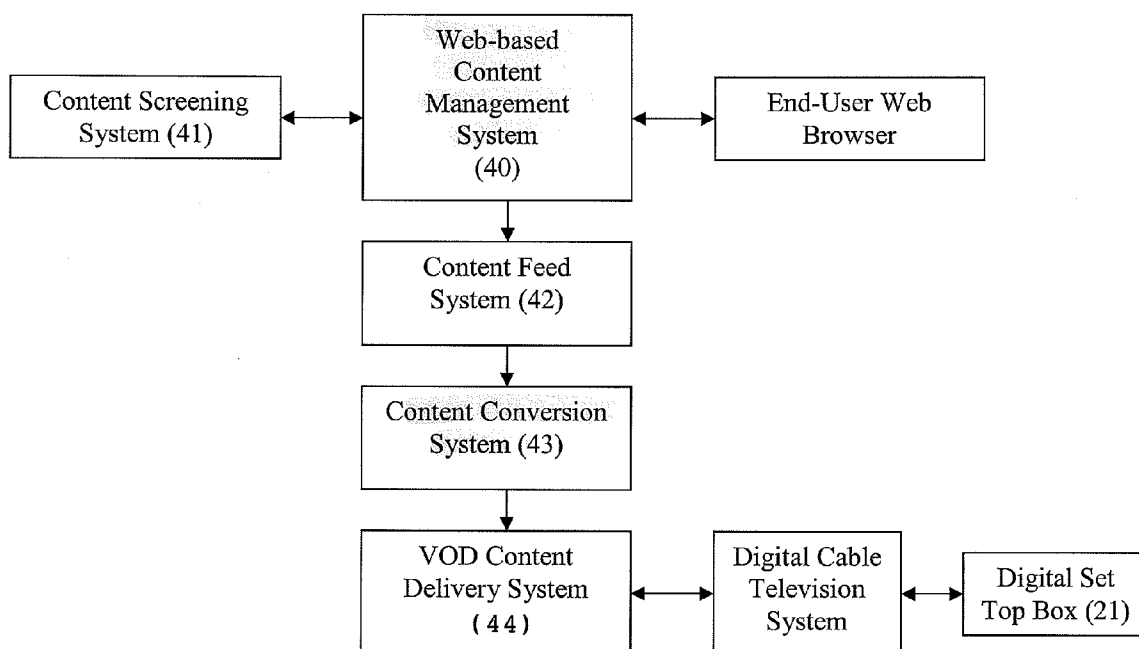 Web-based
Content
Management
System
(40)
Content Screening
System (41)
End-User Web
Browser
Content Feed
System (42)
Content Conversion
System (43)
VOD Content
Delivery System
(44)
Digital Cable
Television
System
Digital Set
Top Box (21)